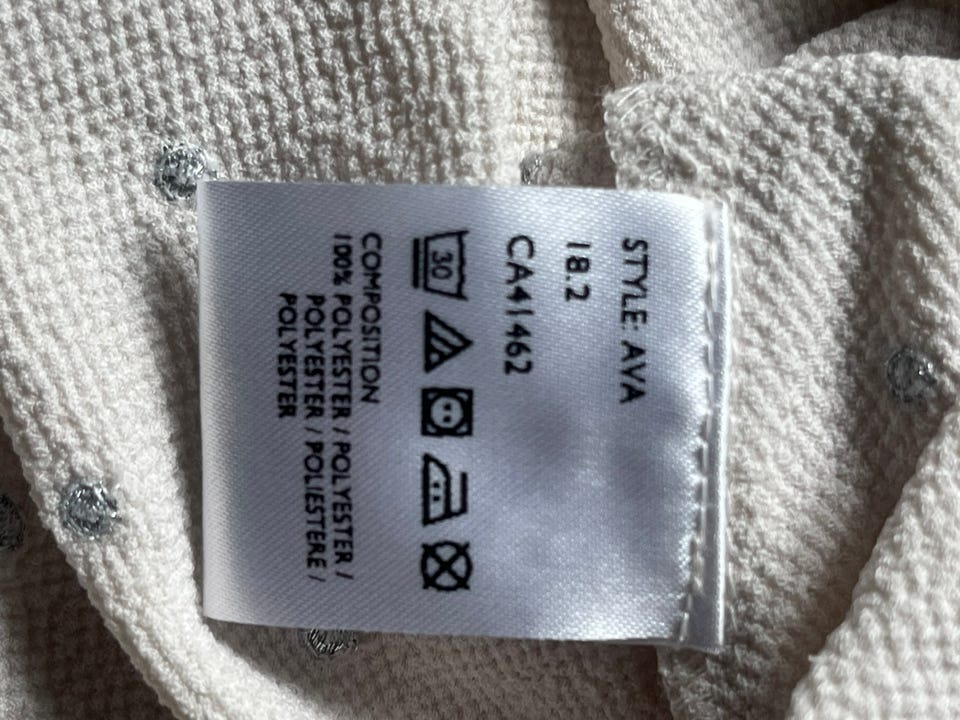 STYLE: AVA
18.2
CA41462
30
COMPOSITION
100% POLYESTER / POLYESTER /
POLYESTER / POLIESTERE /
POLYESTER